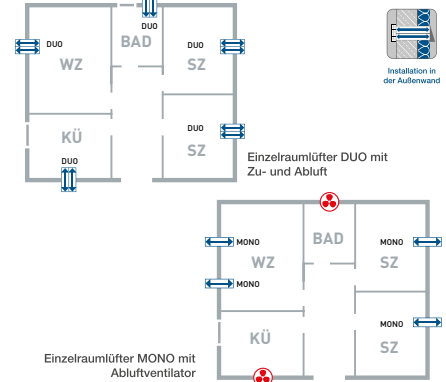 DUO
BAD
DUO
WZ
DUO
SZ
Installation in
der Außenwand
KÜ
DUO
DUO
SZ
Einzelraumlüfter DUO mit
Zu- und Abluft
MONO
BAD
MONO
WZ
SZ
MONO
MONO
KÜ
SZ
Einzelraumlüfter MONO mit
Abluftventilator